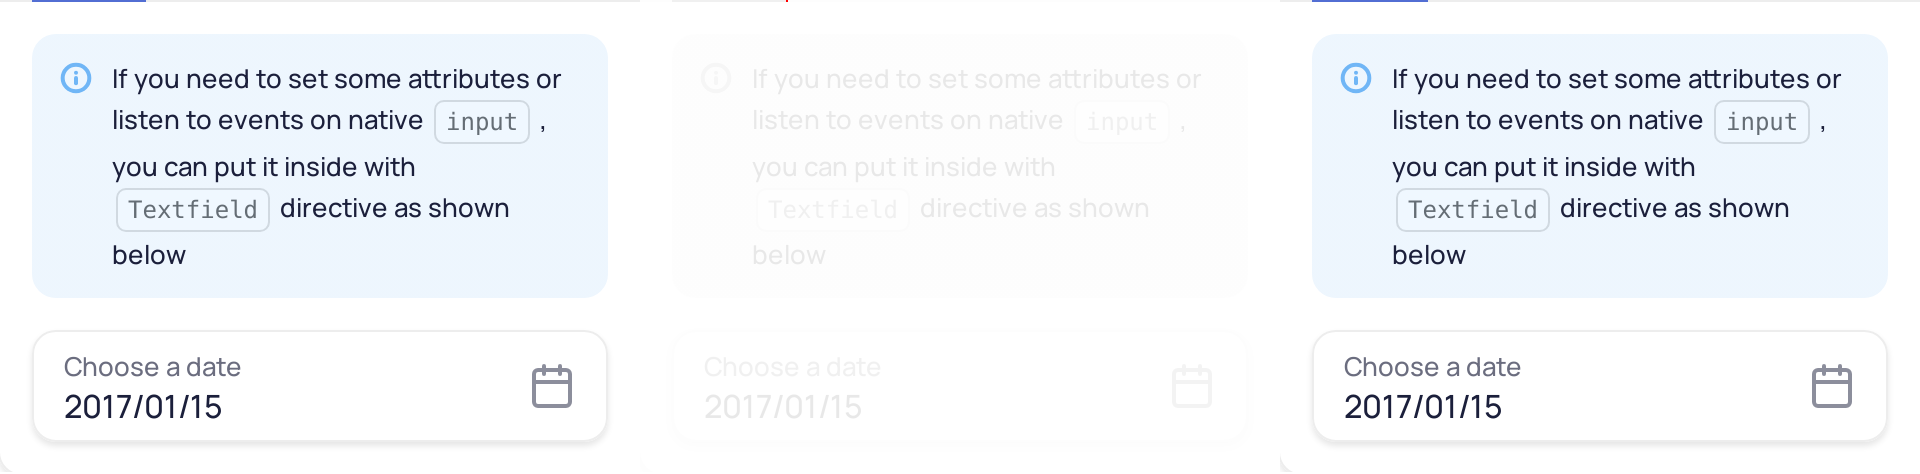 If you need to set some attributes or
listen to events on native input ,
you can put it inside with
Textfield directive as shown
below
Choose a date
2017/01/15
If you need to set some attributes or
listen to events on native input ,
you can put it inside with
Textfield directive as shown
below
Choose a date
2017/01/15
If you need to set some attributes or
listen to events on native input ,
you can put it inside with
Textfield directive as shown
below
Choose a date
2017/01/15